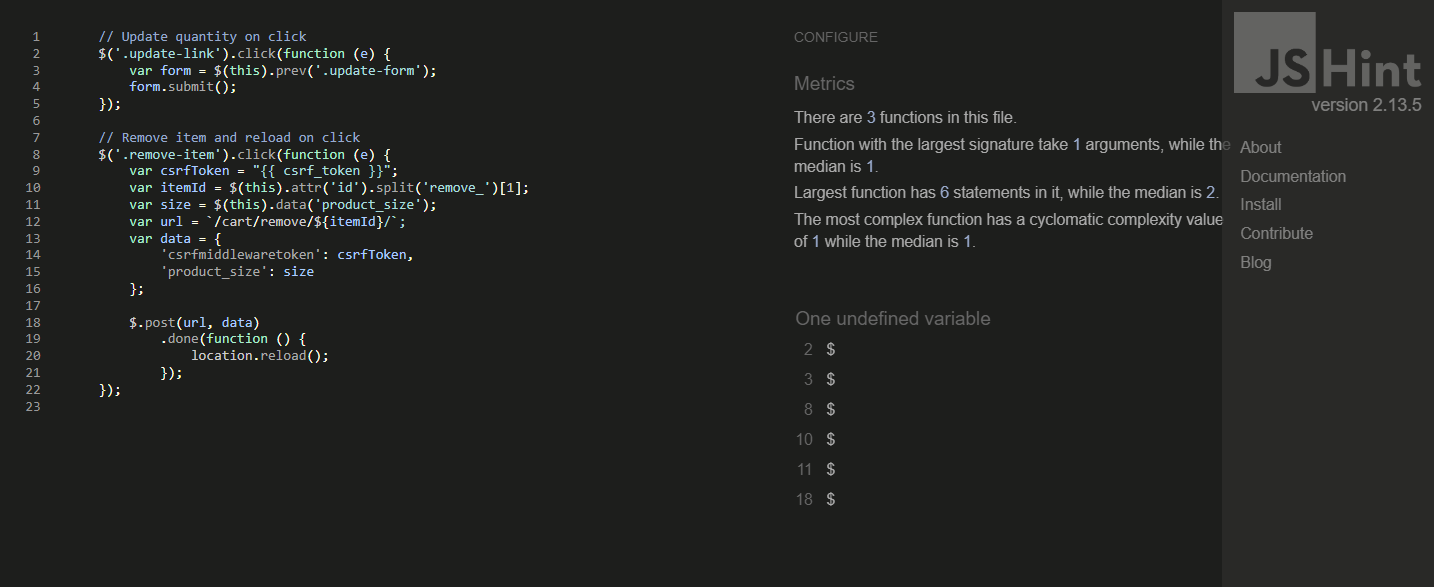 1 // Update quantity on click
2 $('.update-link').click(function (e) {
3 var form = $(this).prev('.update-form');
4 form.submit();
5 });
6
7 // Remove item and reload on click
8 $('.remove-item').click(function (e) {
9 var csrfToken = "{{ csrf_token }}";
10 var itemId = $(this).attr('id').split('remove_')[1];
11 var size = $(this).data('product_size');
12 var url = `/cart/remove/${itemId}/`;
13 var data = {
14 'csrfmiddlewaretoken': csrfToken,
15 'product_size': size
16 };
17
18 $.post(url, data)
19 .done(function () {
20 location.reload();
21 });
22 });
23
CONFIGURE
Metrics
There are 3 functions in this file.
Function with the largest signature take 1 arguments, while the
median is 1.
Largest function has 6 statements in it, while the median is 2.
The most complex function has a cyclomatic complexity value
of 1 while the median is 1.
One undefined variable
2 $
3 $
8 $
10 $
11 $
18 $
JSHint
version 2.13.5
About
Documentation
Install
Contribute
Blog